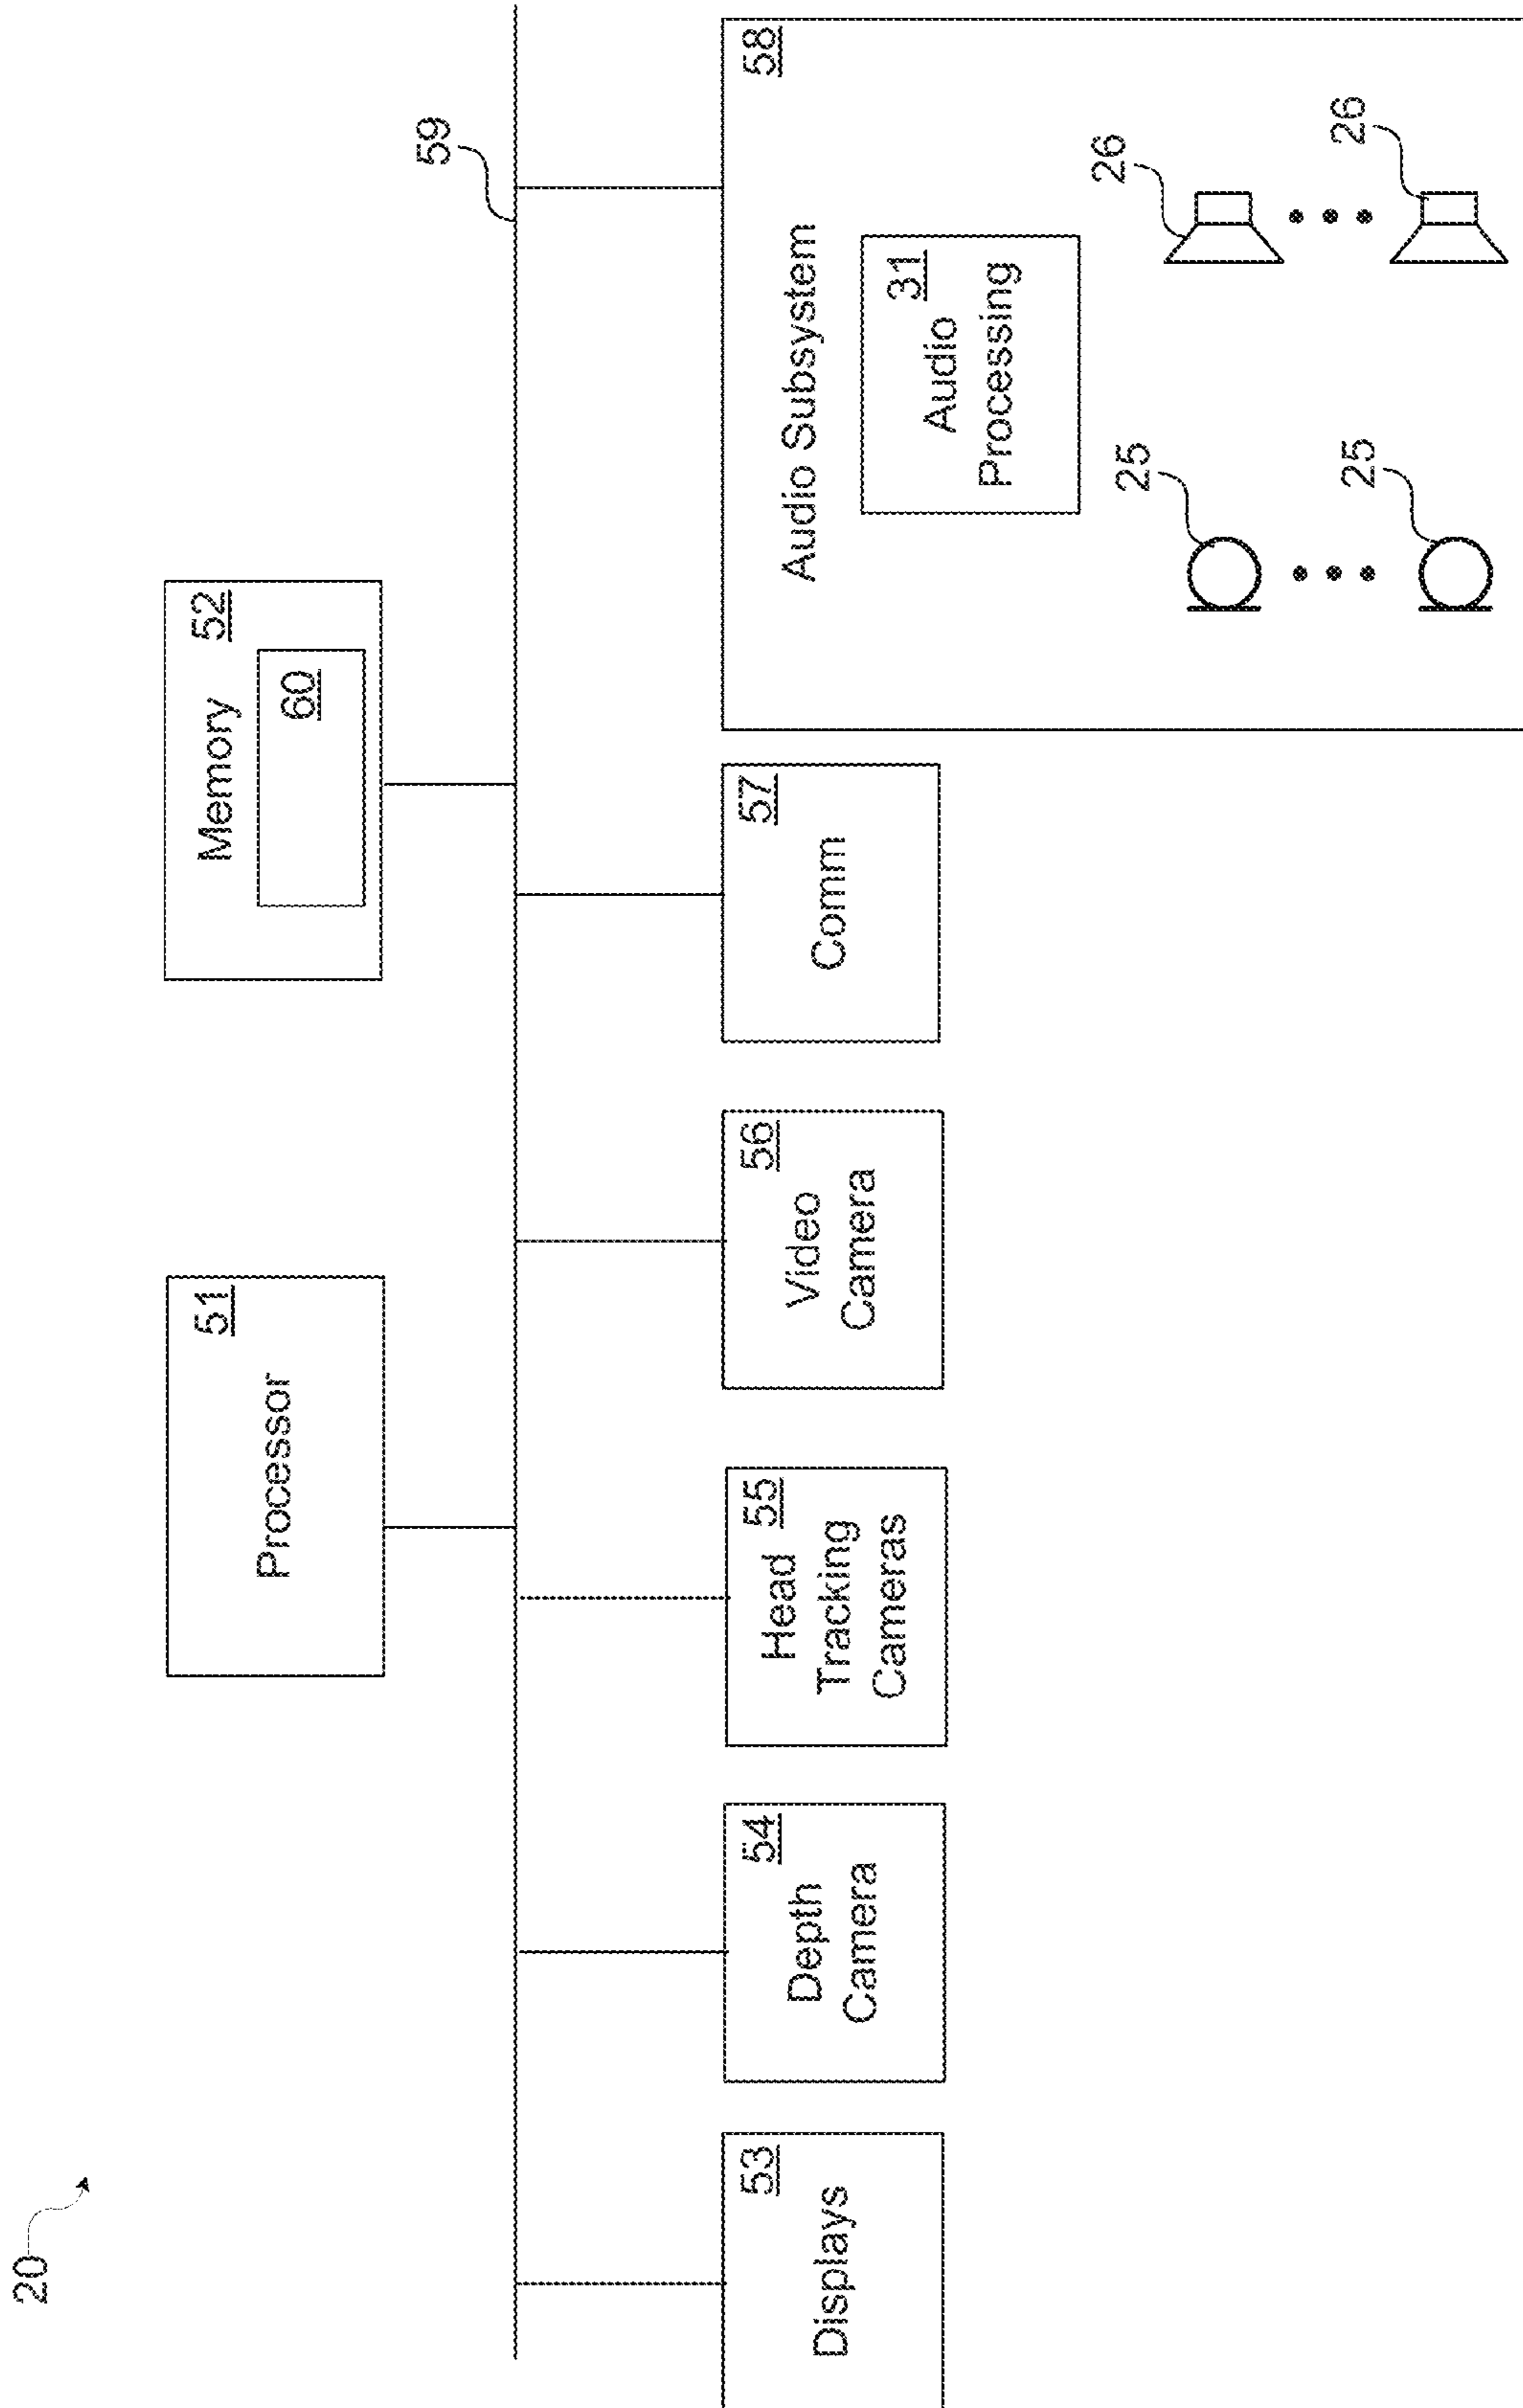 20
Processor
51
Memory
52
60
59
Displays
53
Depth
Camera
54
Head
Tracking
Cameras
55
Video
Camera
56
Comm
57
58
Audio Subsystem
31
Audio
Processing
25
25
26
26